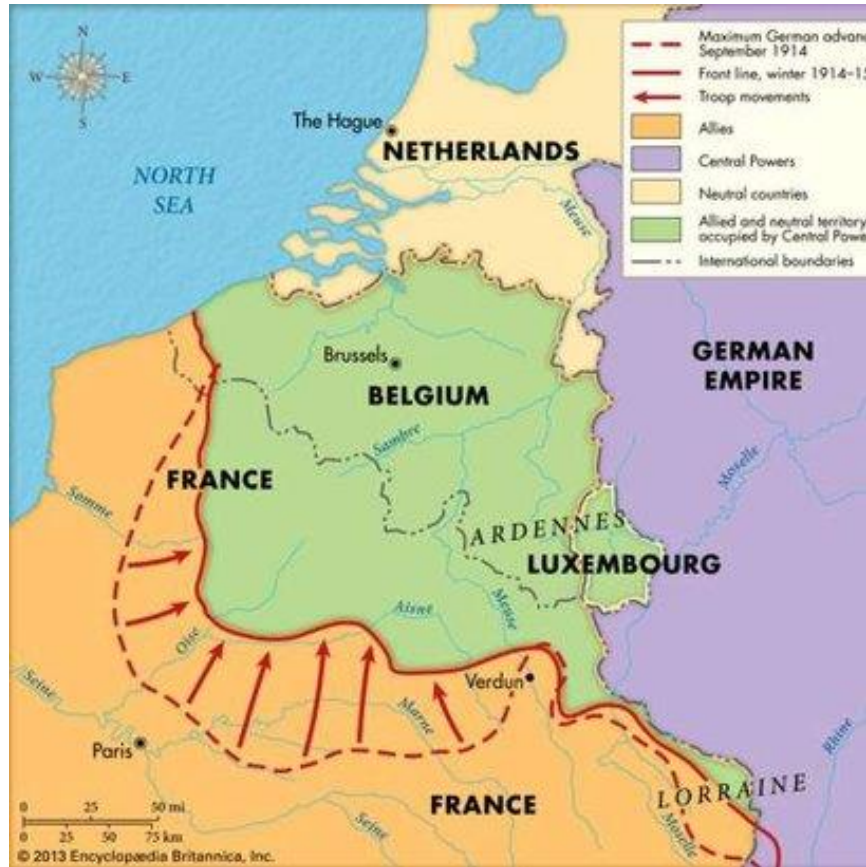 Maximum German advanc
September 1914
Front line, winter 1914–15
Troop movements
Allies
Central Powers
Neutral countries
Allied and neutral territory
occupied by Central Powe
International boundaries
N
W
E
S
The Hague
NETHERLANDS
NORTH
SEA
Meuse
Brussels
BELGIUM
GERMAN
EMPIRE
Sambre
Moselle
FRANCE
Somme
ARDENNES
LUXEMBOURG
Aisne
Meuse
Oise
Seine
Verdun
Marne
Rhine
Paris
LORRAINE
FRANCE
Moselle
Seine
0 25 50 mi
0 25 50 75 km
© 2013 Encyclopædia Britannica, Inc.